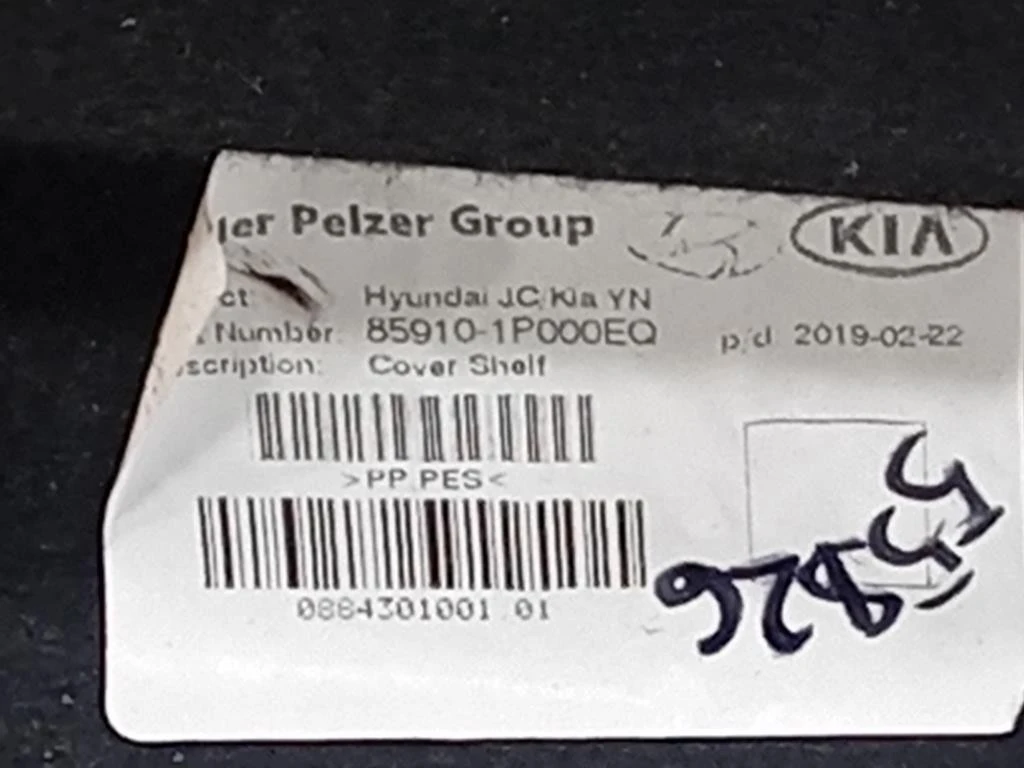 ler Pelzer Group KIA
ct: Hyundai JC/Kia YN
Number: 85910-1P000EQ p/d 2019-02-22
scription: Cover Shelf
>PP.PES<
0884301001 01